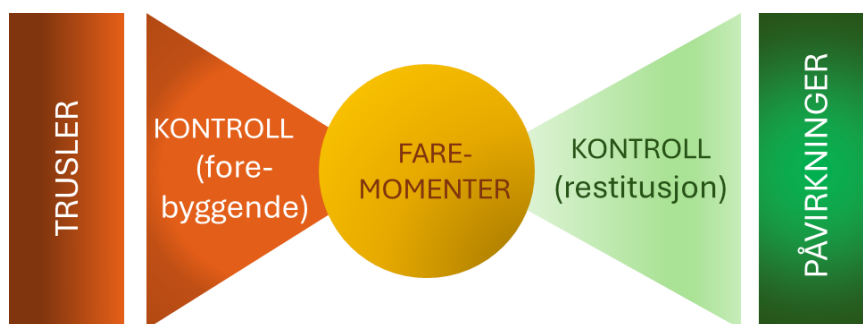 TRUSLER
KONTROLL
(fore-
byggende)
FARE-
MOMENTER
KONTROLL
(restitusjon)
PÅVIRKNINGER